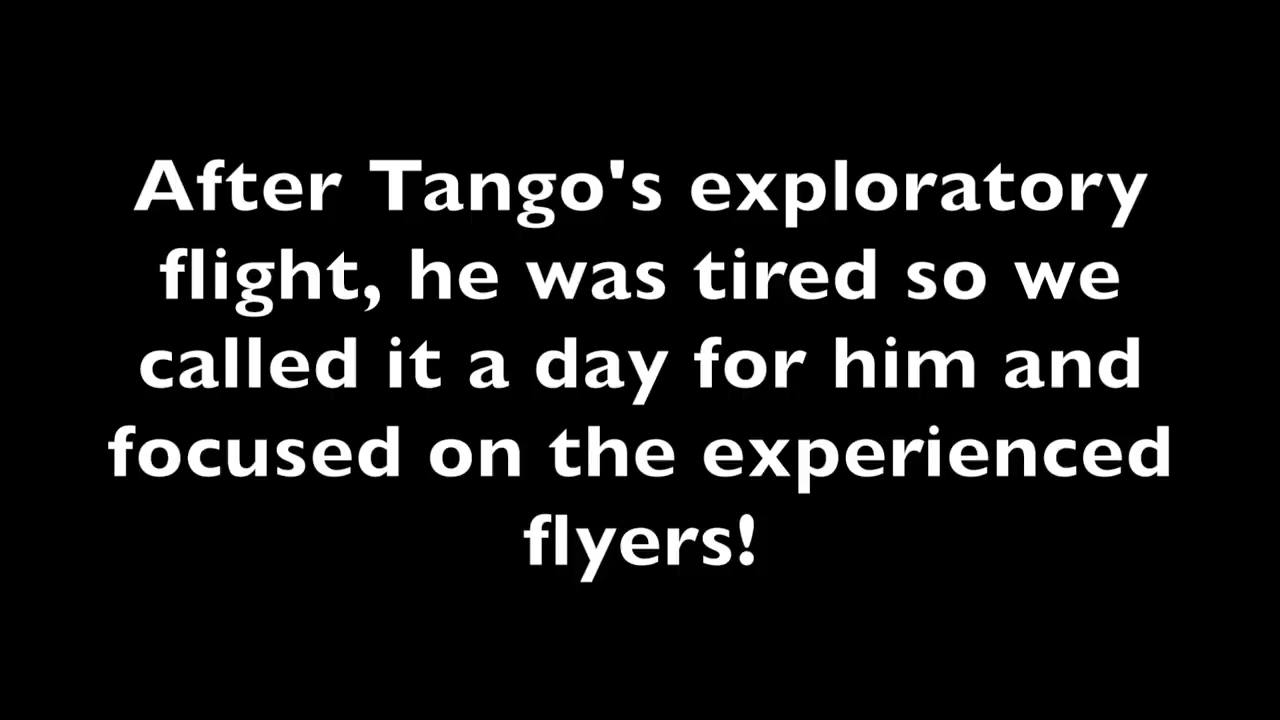 After Tango's exploratory
flight, he was tired so we
called it a day for him and
focused on the experienced
flyers!